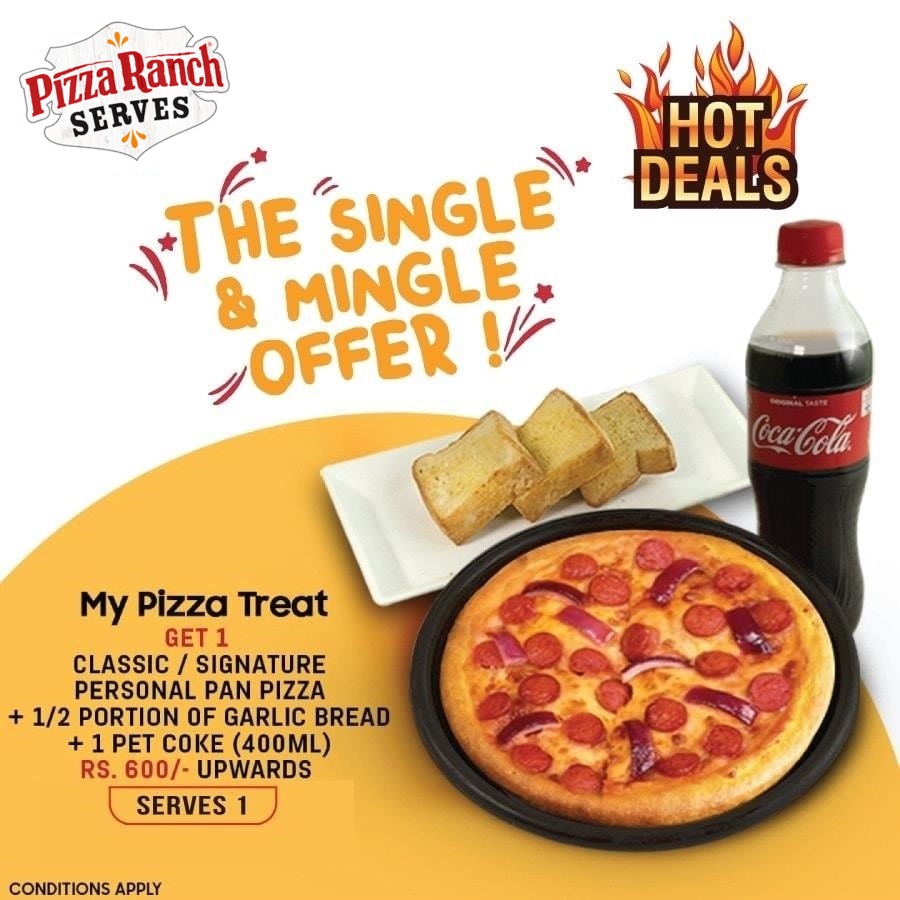 Pizza Ranch
SERVES
HOT
DEALS
THE SINGLE
& MINGLE
OFFER !
ORIGINAL TASTE
Coca-Cola
My Pizza Treat
GET 1
CLASSIC / SIGNATURE
PERSONAL PAN PIZZA
+ 1/2 PORTION OF GARLIC BREAD
+ 1 PET COKE (400ML)
RS. 600/- UPWARDS
SERVES 1
CONDITIONS APPLY